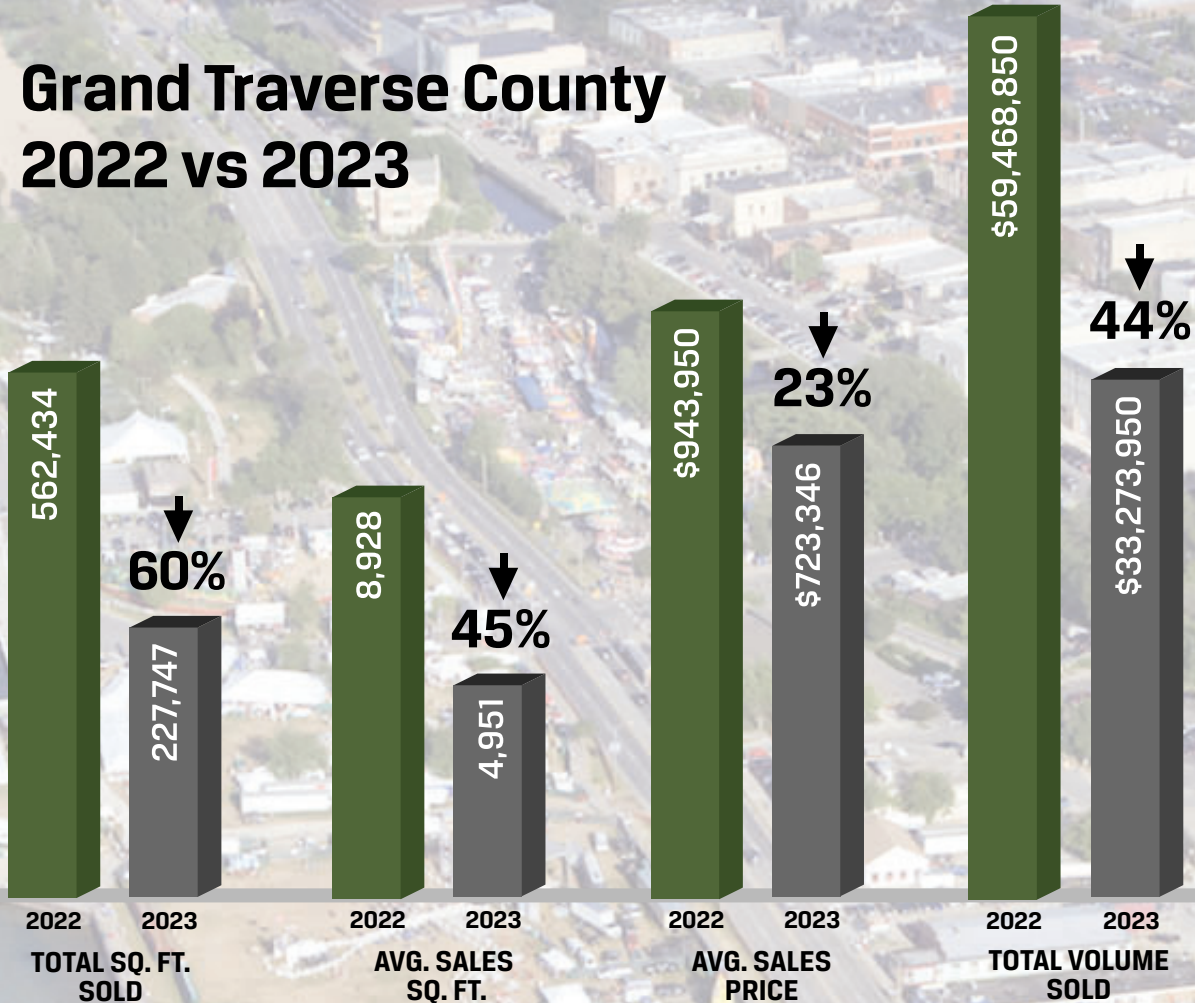 Grand Traverse County
2022 vs 2023
562,434
60%
227,747
8,928
45%
4,951
$943,950
23%
$723,346
$59,468,850
44%
$33,273,950
2022 2023
TOTAL SQ. FT.
SOLD
2022 2023
AVG. SALES
SQ. FT.
2022 2023
AVG. SALES
PRICE
2022 2023
TOTAL VOLUME
SOLD